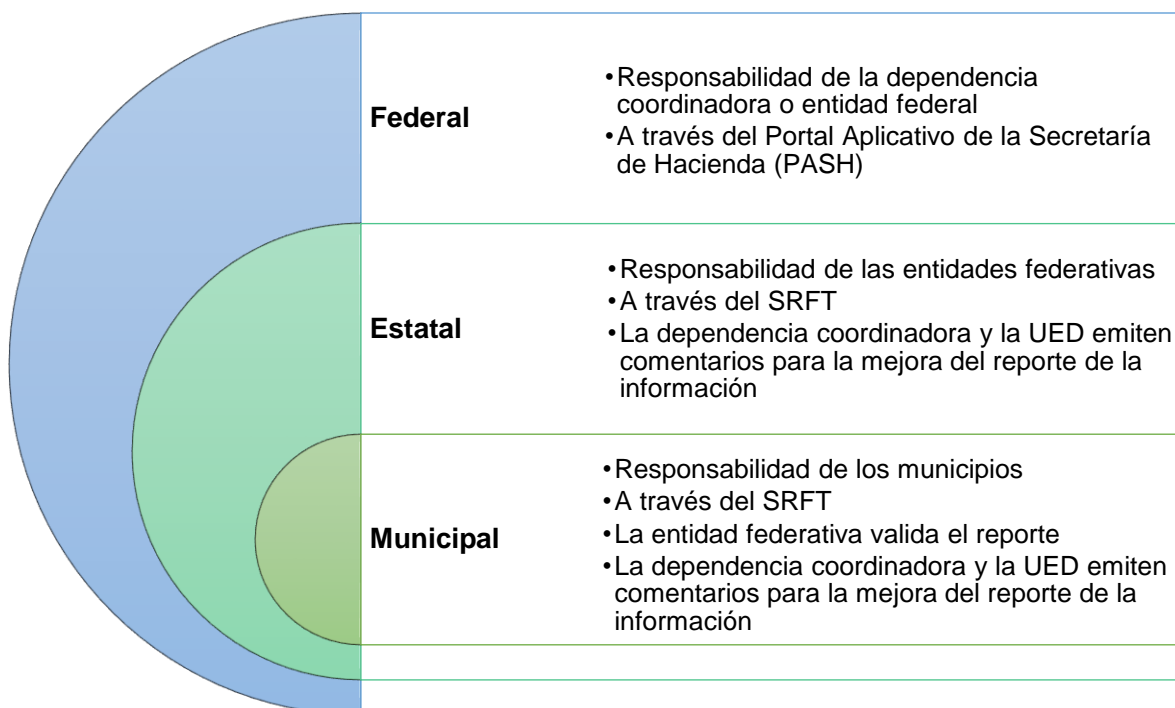 Federal
•Responsabilidad de la dependencia
coordinadora o entidad federal
•A través del Portal Aplicativo de la Secretaría
de Hacienda (PASH)
Estatal
•Responsabilidad de las entidades federativas
•A través del SRFT
•La dependencia coordinadora y la UED emiten
comentarios para la mejora del reporte de la
información
Municipal
•Responsabilidad de los municipios
•A través del SRFT
•La entidad federativa valida el reporte
•La dependencia coordinadora y la UED emiten
comentarios para la mejora del reporte de la
información